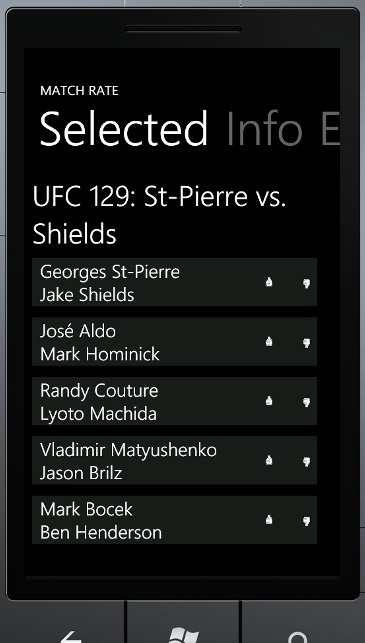 MATCH RATE
Selected Info E
UFC 129: St-Pierre vs.
Shields
Georges St-Pierre
Jake Shields
José Aldo
Mark Hominick
Randy Couture
Lyoto Machida
Vladimir Matyushenko
Jason Brilz
Mark Bocek
Ben Henderson